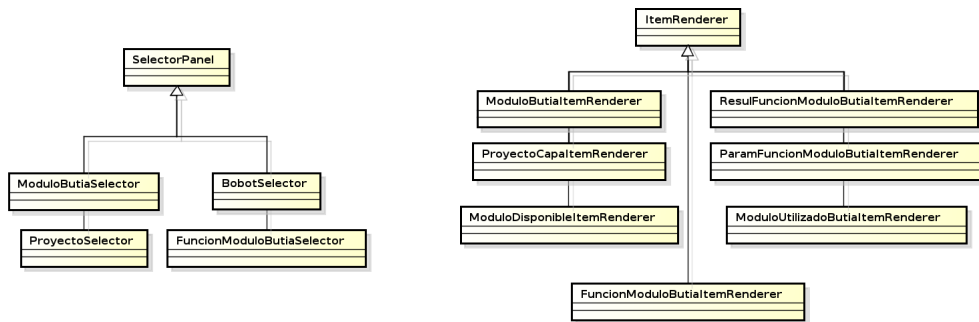 SelectorPanel
ModuloButiaSelector
BobotSelector
ProyectoSelector
FuncionModuloButiaSelector
ItemRenderer
ModuloButiaItemRenderer
ResulFuncionModuloButiaItemRenderer
ProyectoCapaItemRenderer
ParamFuncionModuloButiaItemRenderer
ModuloDisponibleItemRenderer
ModuloUtilizadoButiaItemRenderer
FuncionModuloButiaItemRenderer